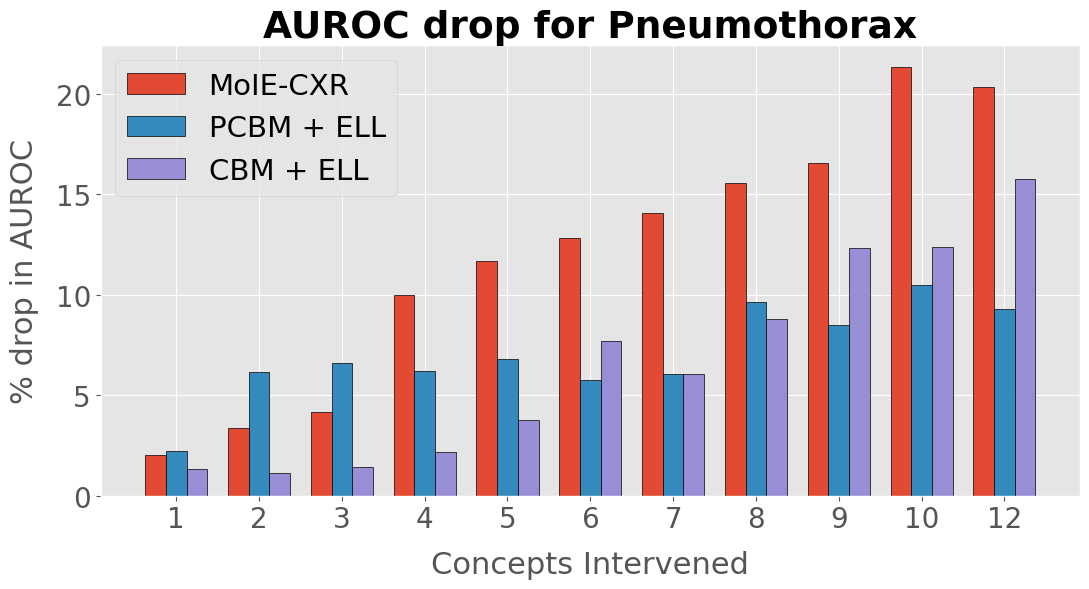 AUROC drop for Pneumothorax
MoIE-CXR
PCBM + ELL
CBM + ELL
% drop in AUROC
20
15
10
5
0
1 2 3 4 5 6 7 8 9 10 12
Concepts Intervened